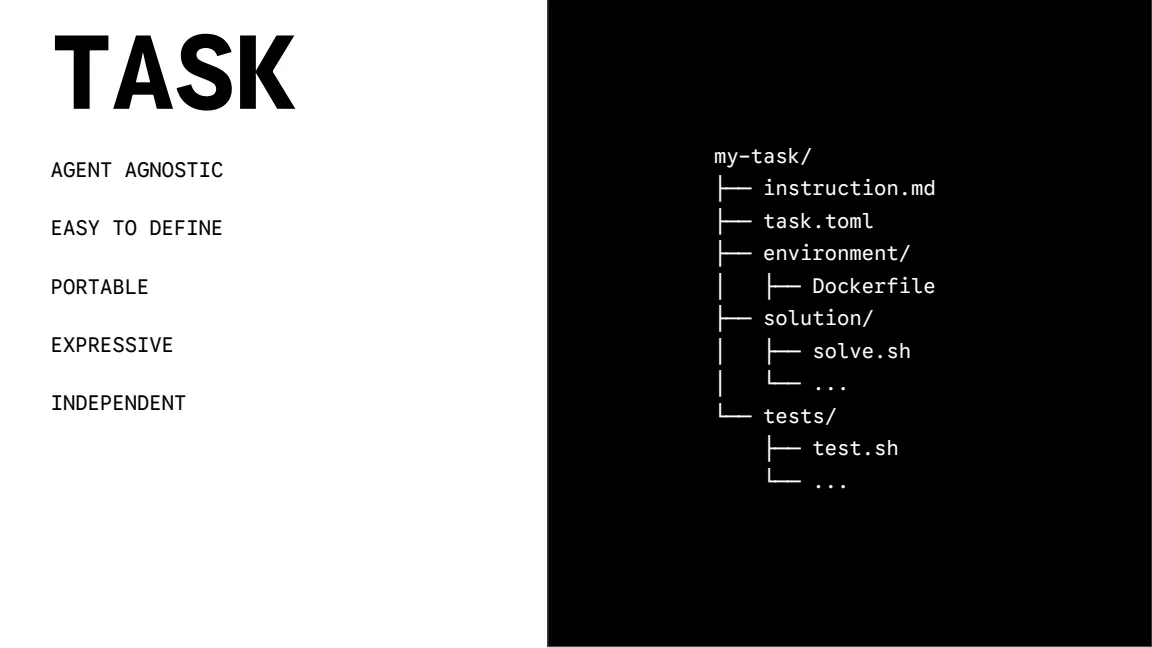 TASK
AGENT AGNOSTIC
EASY TO DEFINE
PORTABLE
EXPRESSIVE
INDEPENDENT
my-task/
├── instruction.md
├── task.toml
├── environment/
│   ├── Dockerfile
├── solution/
│   ├── solve.sh
│   └── ...
└── tests/
    ├── test.sh
    └── ...